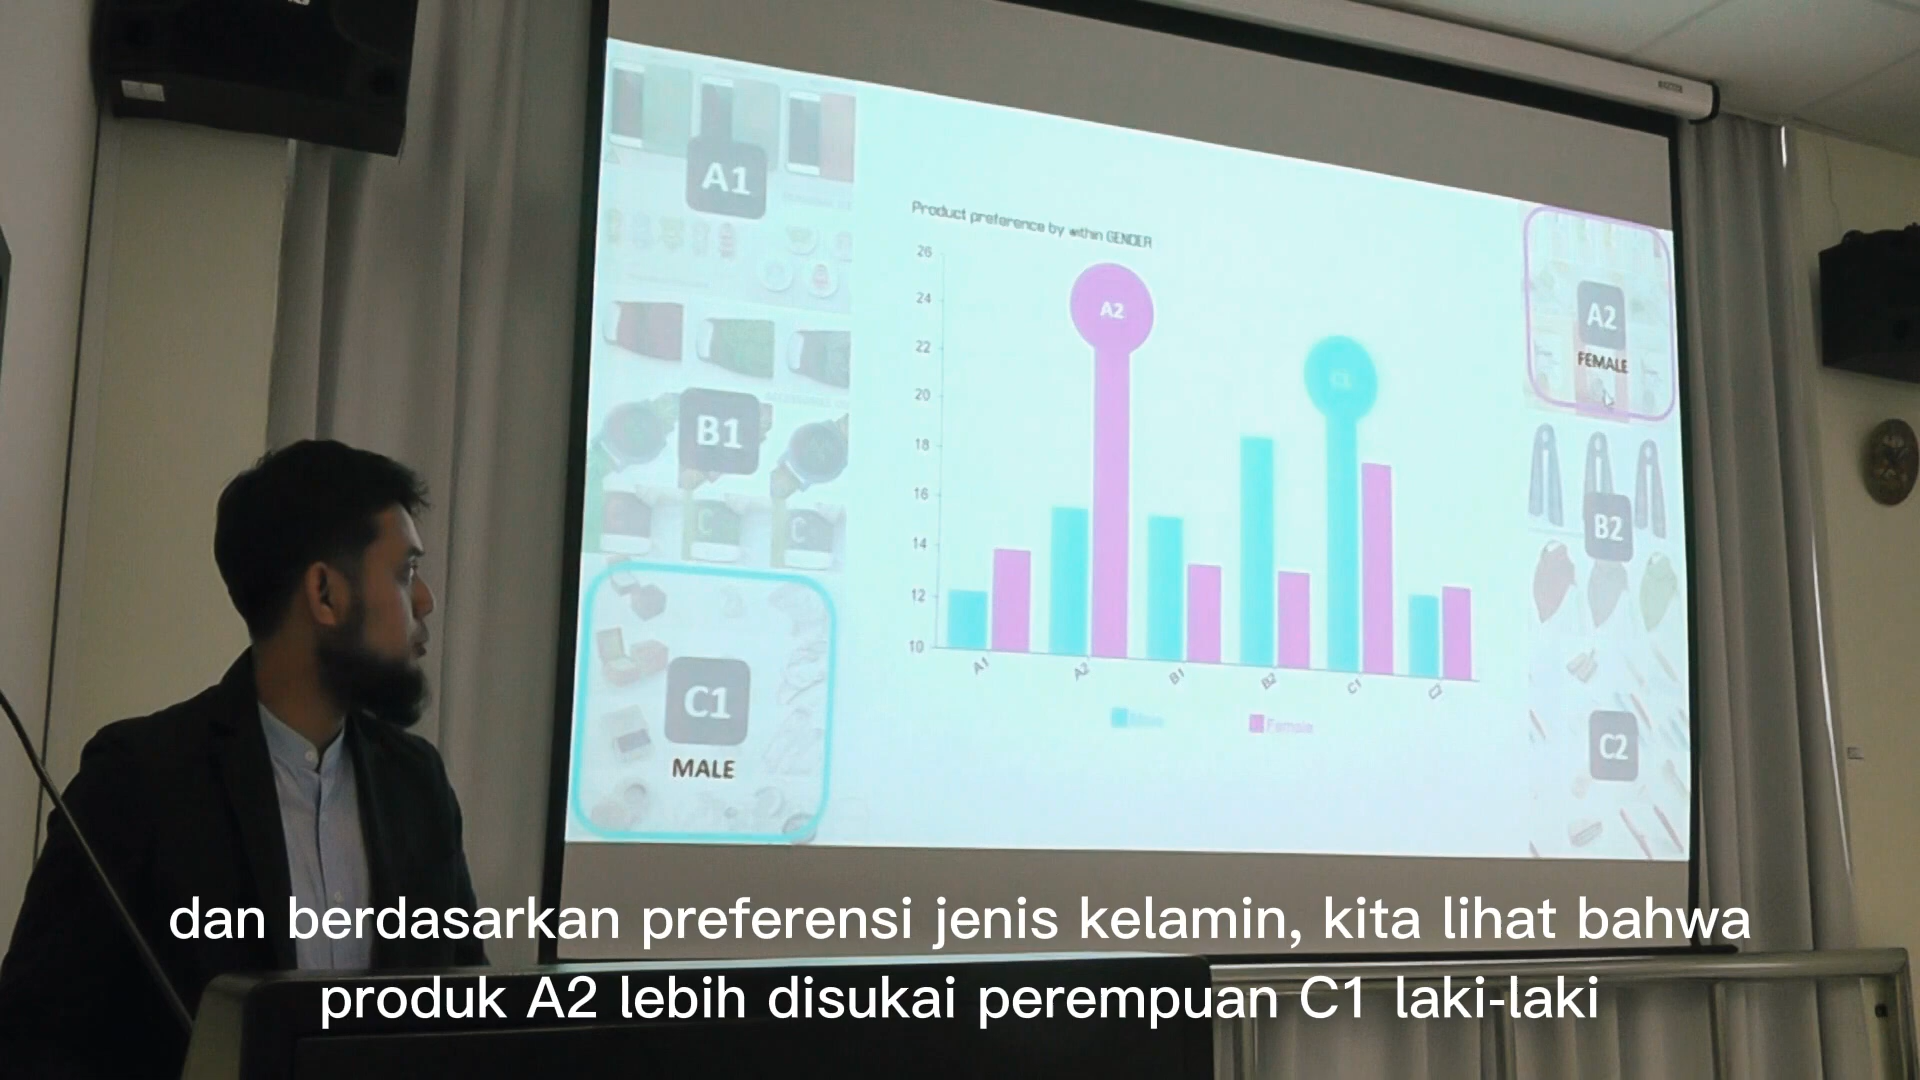 A1
B1
C1
MALE
Product preference by within GENDER
26
24
22
20
18
16
14
12
10
A2
A1
A2
B1
B2
C1
C2
Female
A2
FEMALE
B2
C2
dan berdasarkan preferensi jenis kelamin, kita lihat bahwa
produk A2 lebih disukai perempuan C1 laki-laki